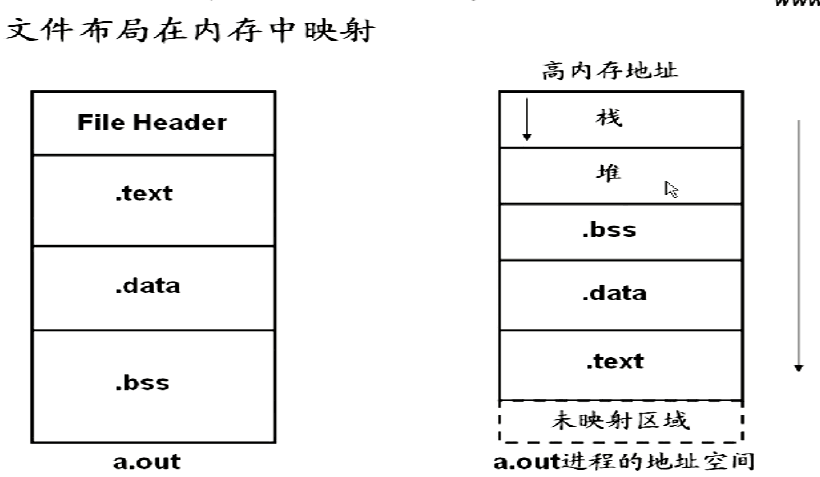 www
文件布局在内存中映射
File Header
.text
.data
.bss
a.out
高内存地址
栈
堆
.bss
.data
.text
未映射区域
a.out进程的地址空间